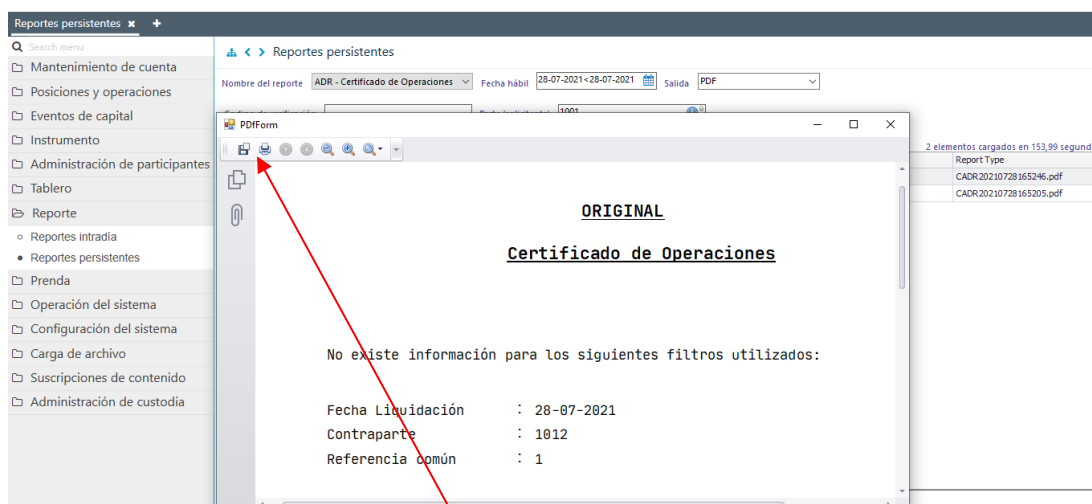 Reportes persistentes
Search menu
Mantenimiento de cuenta
Posiciones y operaciones
Eventos de capital
Instrumento
Administración de participantes
Tablero
Reporte
Reportes intradía
Reportes persistentes
Prenda
Operación del sistema
Configuración del sistema
Carga de archivo
Suscripciones de contenido
Administración de custodia
Reportes persistentes
Nombre del reporte ADR - Certificado de Operaciones Fecha hábil 28-07-2021<28-07-2021 Salida PDF
1001
PDfForm
ORIGINAL
Certificado de Operaciones
No existe información para los siguientes filtros utilizados:
Fecha Liquidación : 28-07-2021
Contraparte : 1012
Referencia común : 1
2 elementos cargados en 153,99 segund
Report Type
CADR20210728165246.pdf
CADR20210728165205.pdf